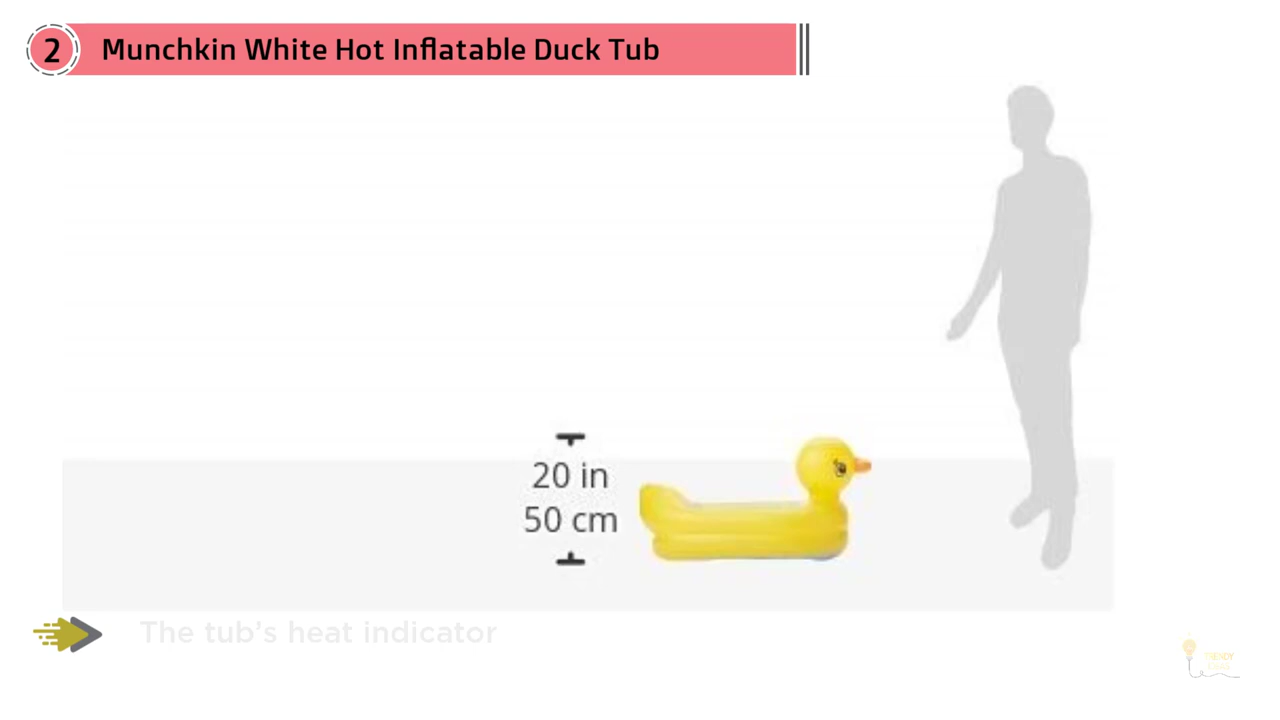 2
Munchkin White Hot Inflatable Duck Tub
20 in
50 cm
The tub's heat indicator